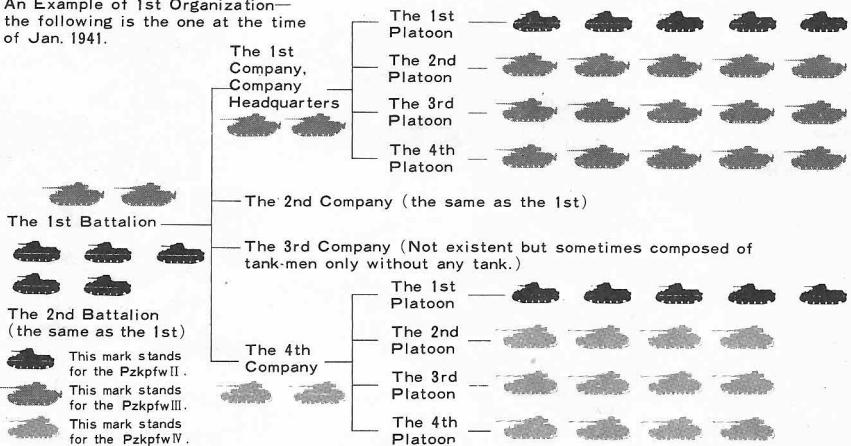 An Example of 1st Organization—
the following is the one at the time
of Jan. 1941.
The 1st
Company,
Company
Headquarters
The 1st
Platoon
The 2nd
Platoon
The 3rd
Platoon
The 4th
Platoon
The 1st Battalion
The 2nd Company (the same as the 1st)
The 3rd Company (Not existent but sometimes composed of
tank-men only without any tank.)
The 2nd Battalion
(the same as the 1st)
This mark stands
for the PzkpfwⅡ.
This mark stands
for the PzkpfwⅢ.
This mark stands
for the PzkpfwⅣ.
The 4th
Company
The 1st
Platoon
The 2nd
Platoon
The 3rd
Platoon
The 4th
Platoon